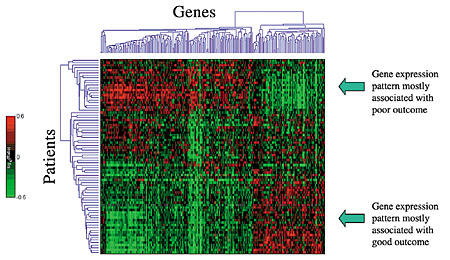 Genes
Patients
0.6
0
-0.6
Gene expression
pattern mostly
associated with
poor outcome
Gene expression
pattern mostly
associated with
good outcome